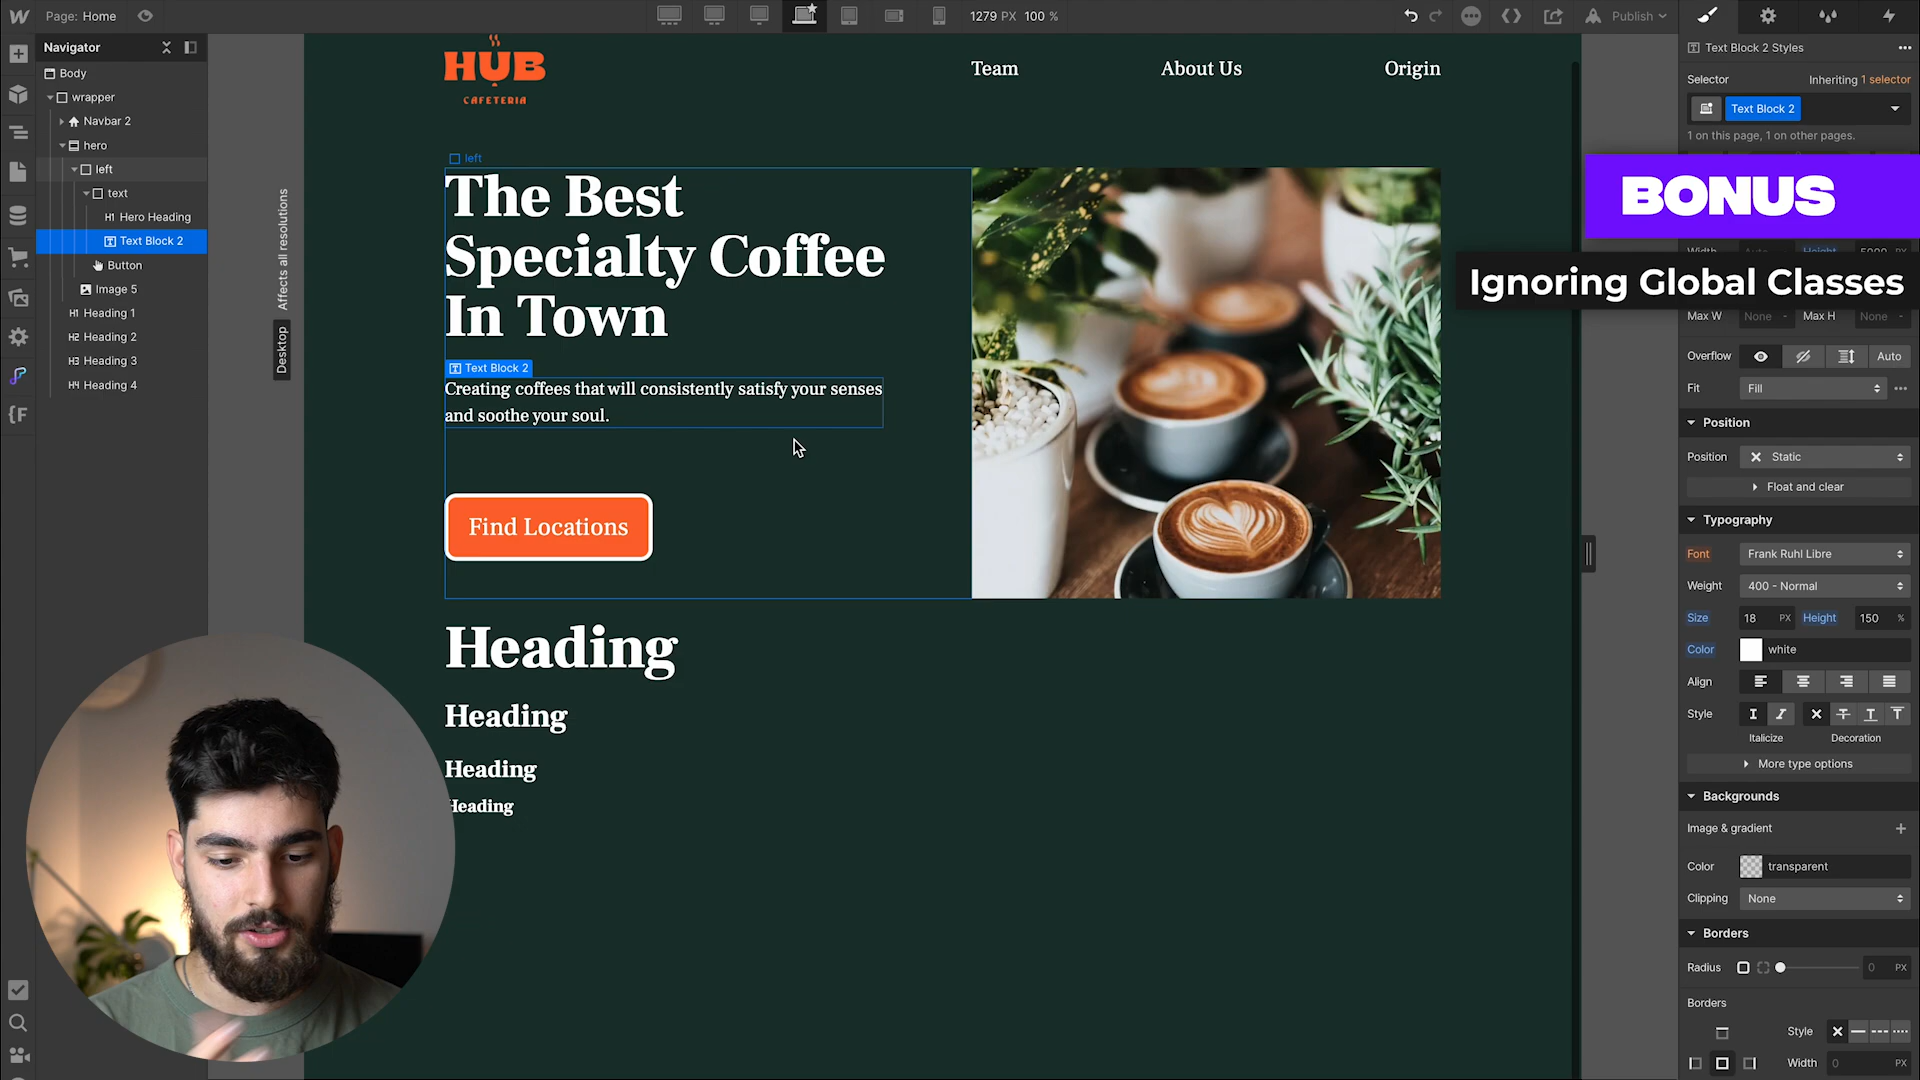 Page: Home
1279 PX 100 %
Publish
Navigator
Body
wrapper
Navbar 2
hero
left
text
H1 Hero Heading
Text Block 2
Button
Image 5
H1 Heading 1
H2 Heading 2
H3 Heading 3
H4 Heading 4
Affects all resolutions
Desktop
HUB
CAFETERIA
Team
About Us
Origin
left
The Best
Specialty Coffee
In Town
Text Block 2
Creating coffees that will consistently satisfy your senses
and soothe your soul.
Find Locations
Heading
Heading
Heading
Heading
Text Block 2 Styles
Selector
Inheriting 1 selector
Text Block 2
1 on this page, 1 on other pages.
BONUS
Ignoring Global Classes
Max W None - Max H None -
Overflow Auto
Fit Fill
Position
Position Static
Float and clear
Typography
Font Frank Ruhl Libre
Weight 400 - Normal
Size 18 PX Height 150 %
Color white
Align
Style
Italicize Decoration
More type options
Backgrounds
Image & gradient
Color transparent
Clipping None
Borders
Radius 0 PX
Borders
Style
Width 0 PX